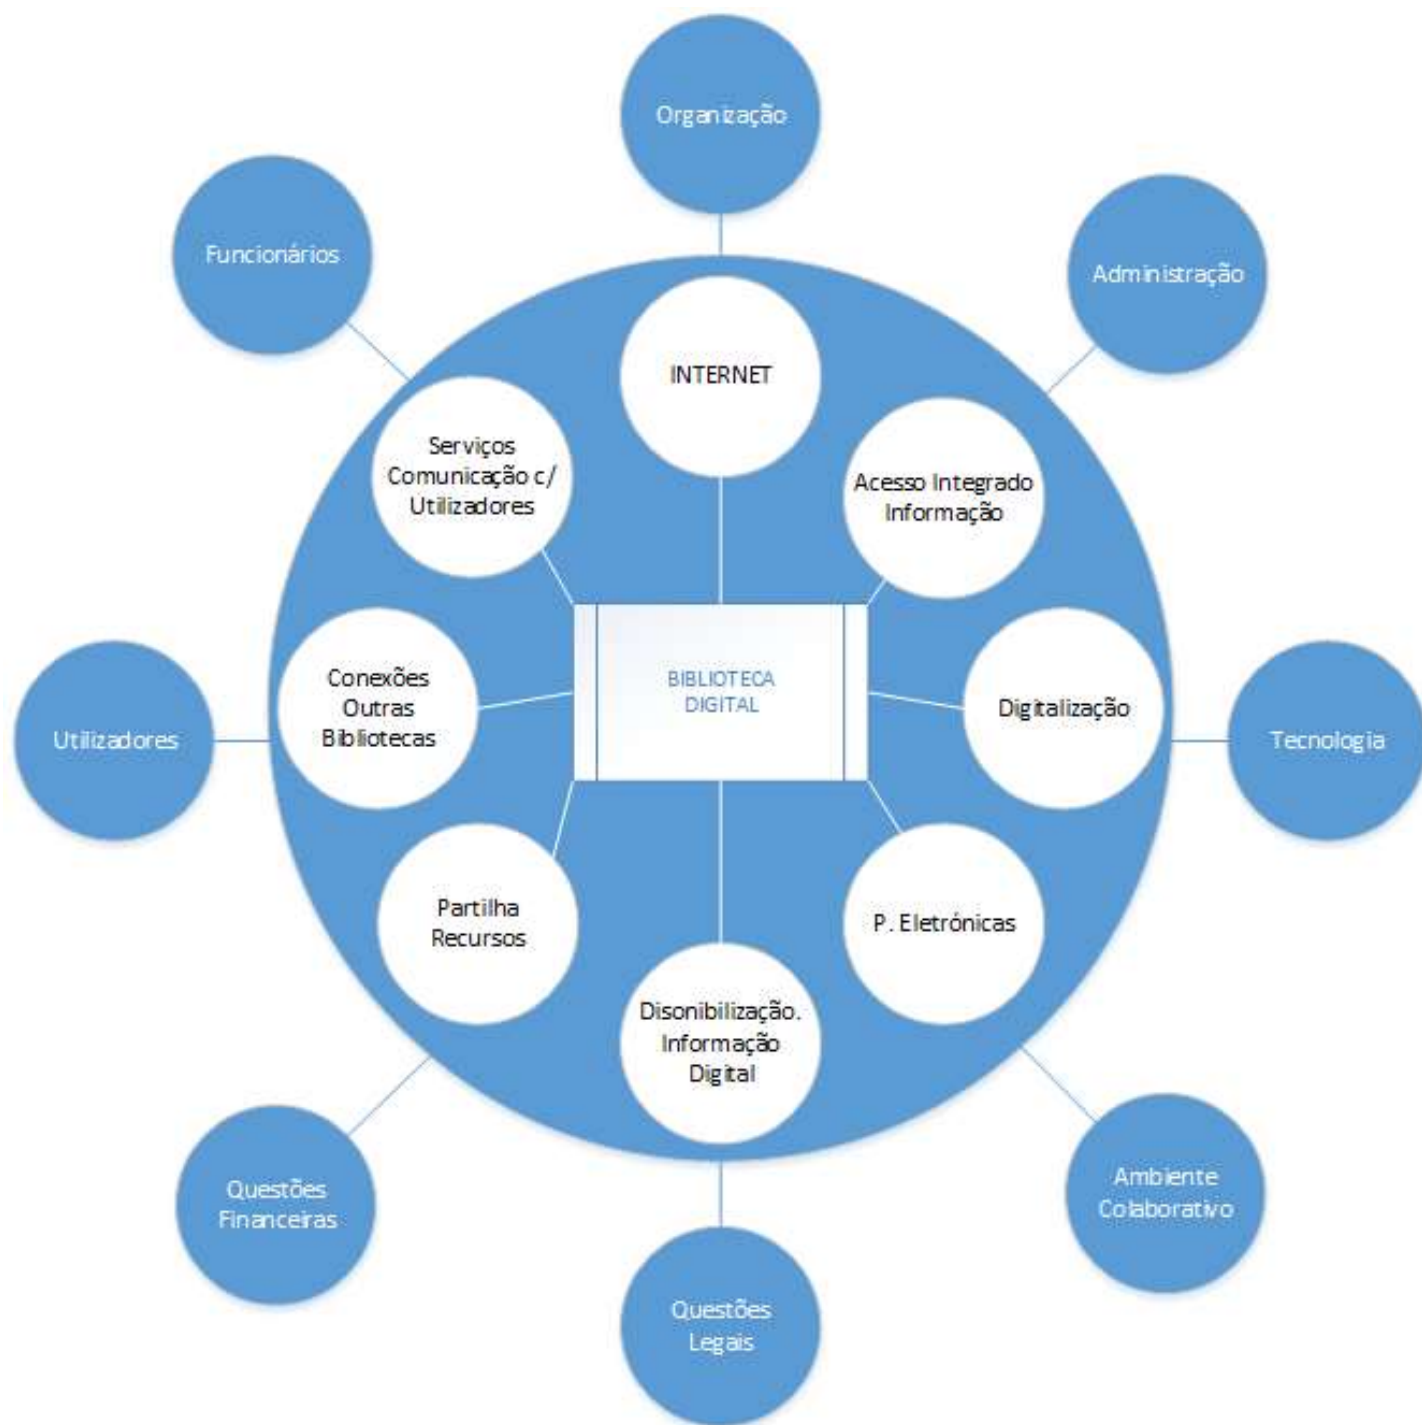 Organização
Funcionários
Administração
INTERNET
Serviços
Comunicação c/
Utilizadores
Acesso Integrado
Informação
Conexões
Outras
Bibliotecas
BIBLIOTECA
DIGITAL
Digitalização
Utilizadores
Tecnologia
Partilha
Recursos
P. Eletrónicas
Disonibilização.
Informação
Digital
Questões
Financeiras
Ambiente
Colaborativo
Questões
Legais